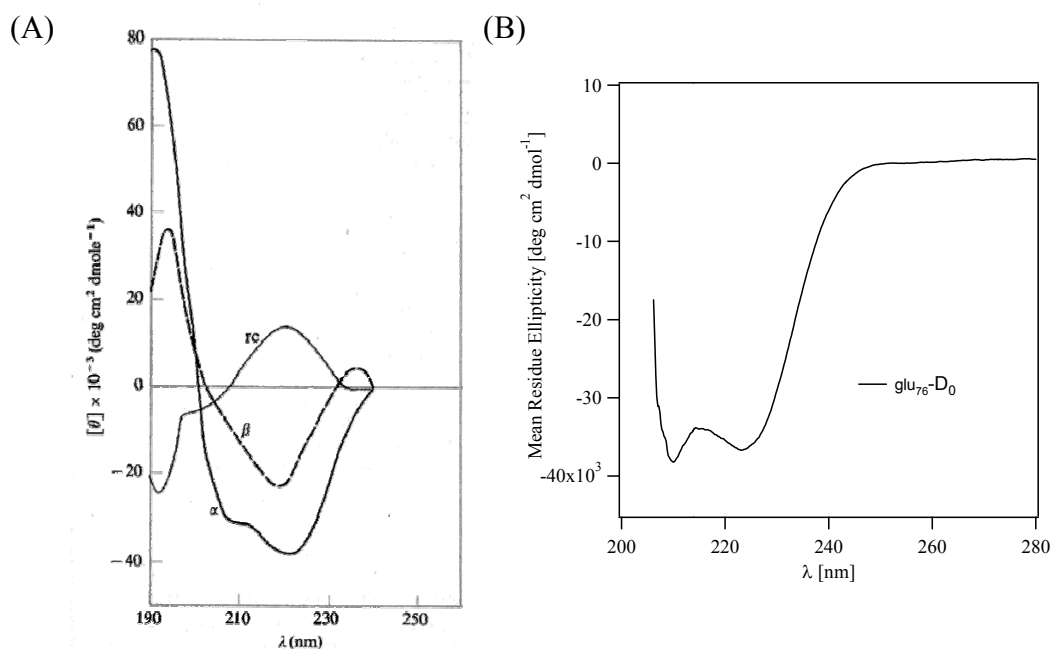 (A)
(B)
80
60
40
20
0
-20
-40
[θ] × 10⁻³ (deg cm² dmole⁻¹)
rc
β
α
190
210
230
250
λ (nm)
10
0
-10
-20
-30
-40x10³
Mean Residue Ellipticity [deg cm² dmol⁻¹]
glu₇₆-D₀
200
220
240
260
280
λ [nm]